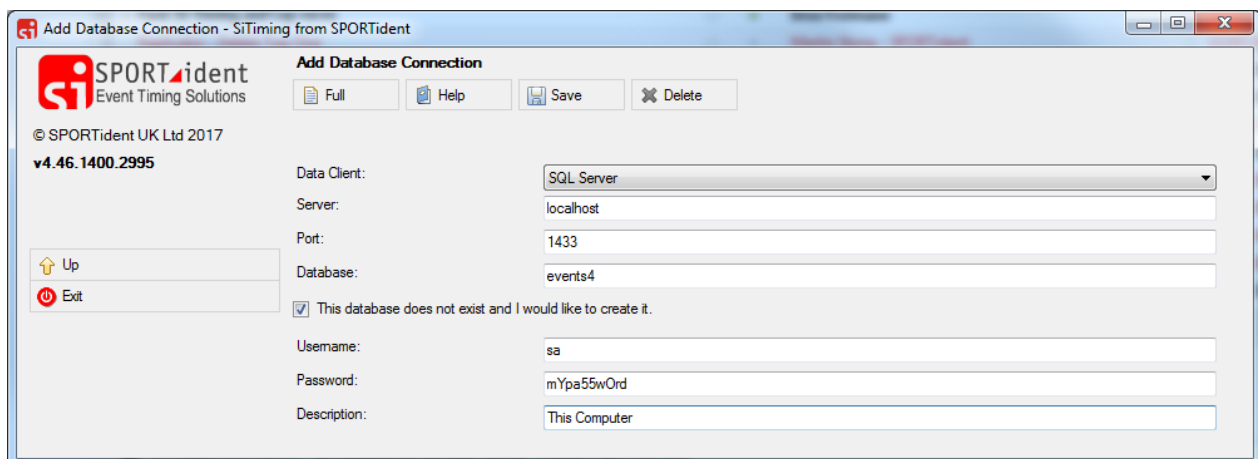 Add Database Connection - SiTiming from SPORTident
SPORTident
Event Timing Solutions
© SPORTident UK Ltd 2017
v4.46.1400.2995
Up
Exit
Add Database Connection
Full Help Save Delete
Data Client: SQL Server
Server: localhost
Port: 1433
Database: events4
This database does not exist and I would like to create it.
Username: sa
Password: mYpa55wOrd
Description: This Computer